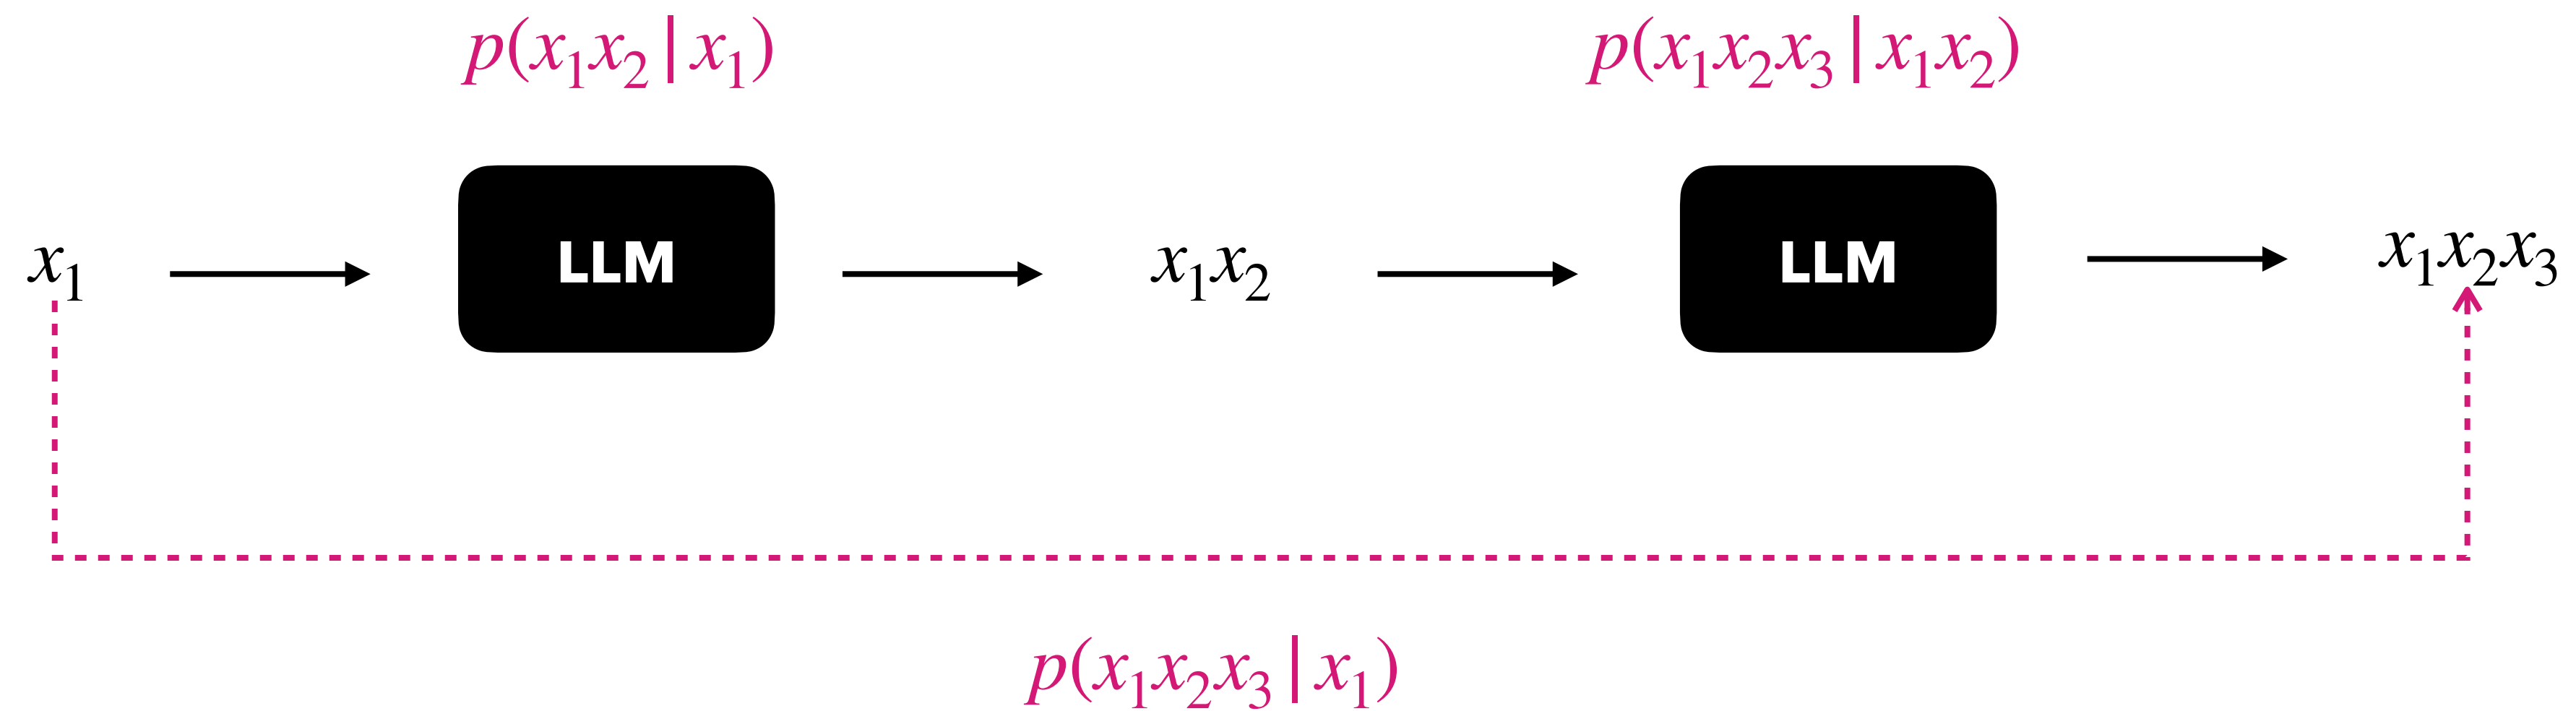 p(x₁x₂ | x₁) p(x₁x₂x₃ | x₁x₂)
x₁ LLM x₁x₂ LLM x₁x₂x₃
p(x₁x₂x₃ | x₁)